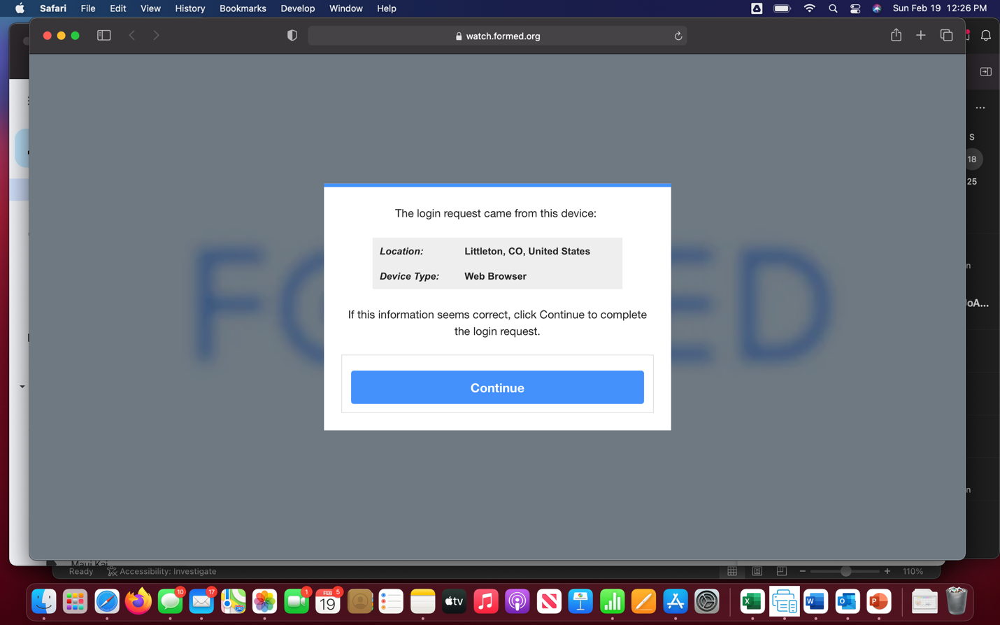 Safari File Edit View History Bookmarks Develop Window Help
Sun Feb 19 12:26 PM
watch.formed.org
S
18
25
The login request came from this device:
Location: Littleton, CO, United States
Device Type: Web Browser
If this information seems correct, click Continue to complete
the login request.
Continue
n
JoA...
n
Maui Kai
Ready Accessibility: Investigate
110%
10
17
1
FEB 5
19
tv
X
W
O
P